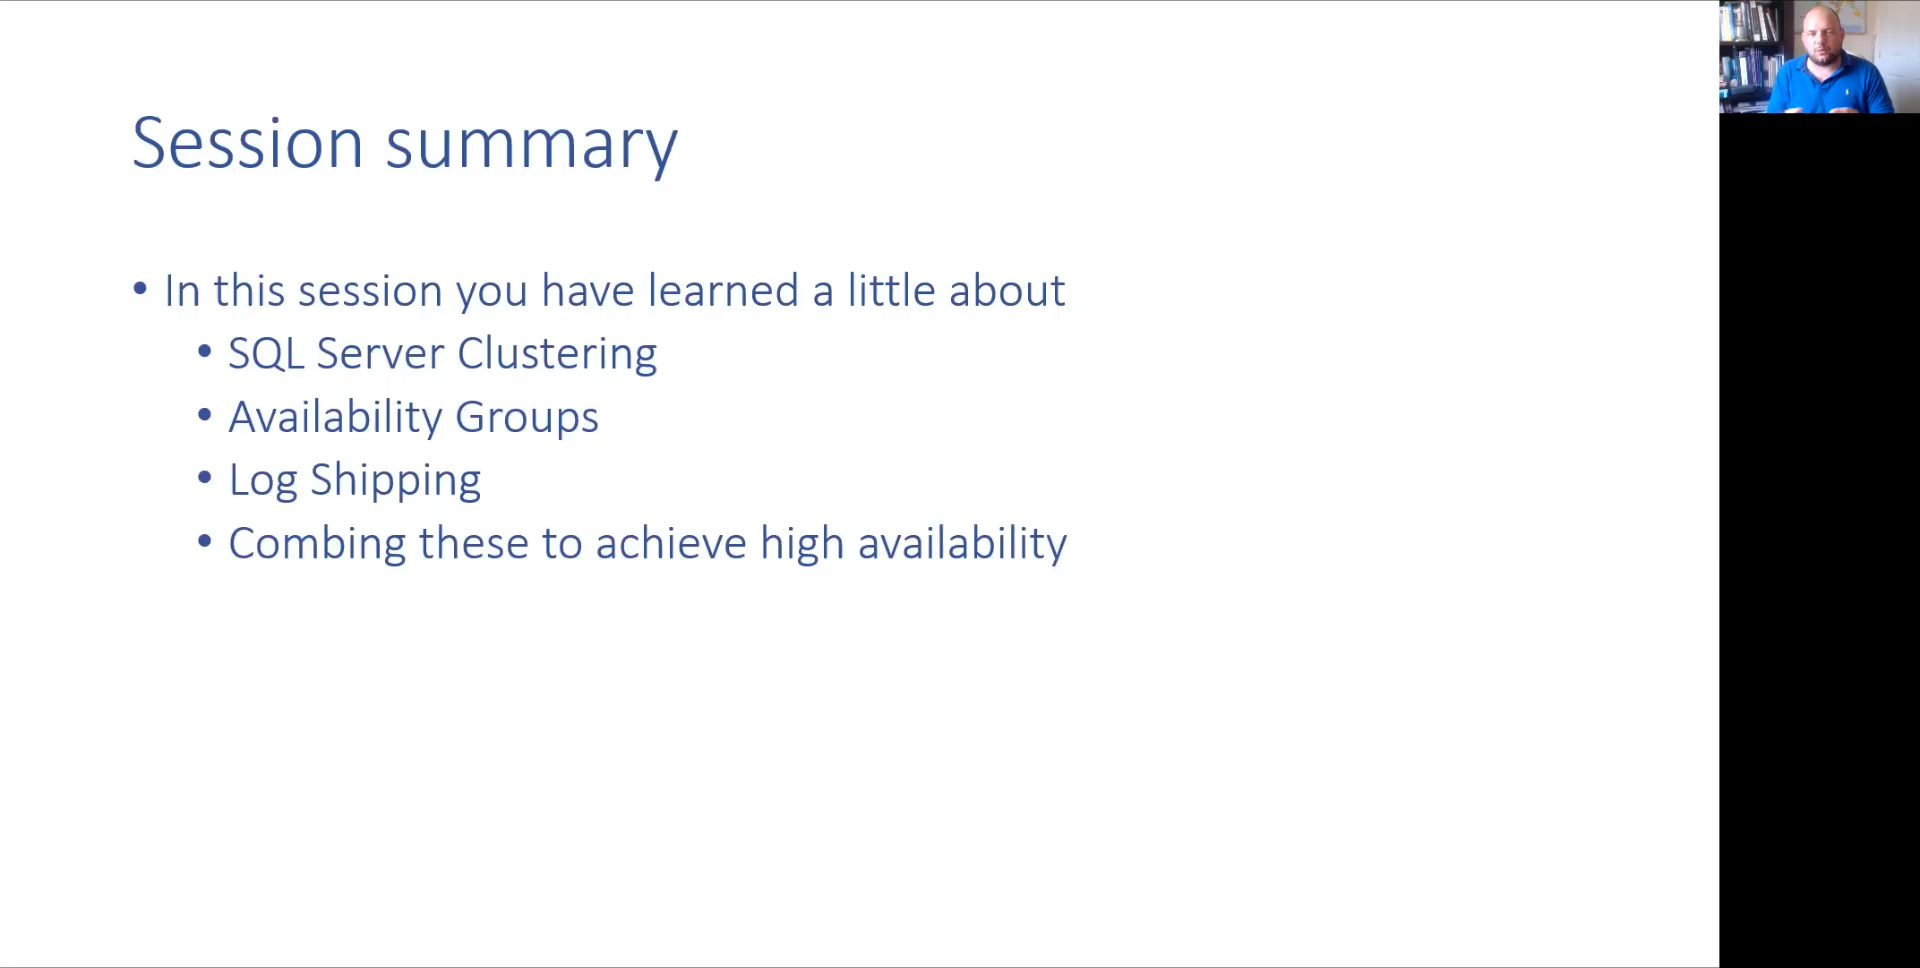 Session summary
• In this session you have learned a little about
• SQL Server Clustering
• Availability Groups
• Log Shipping
• Combing these to achieve high availability